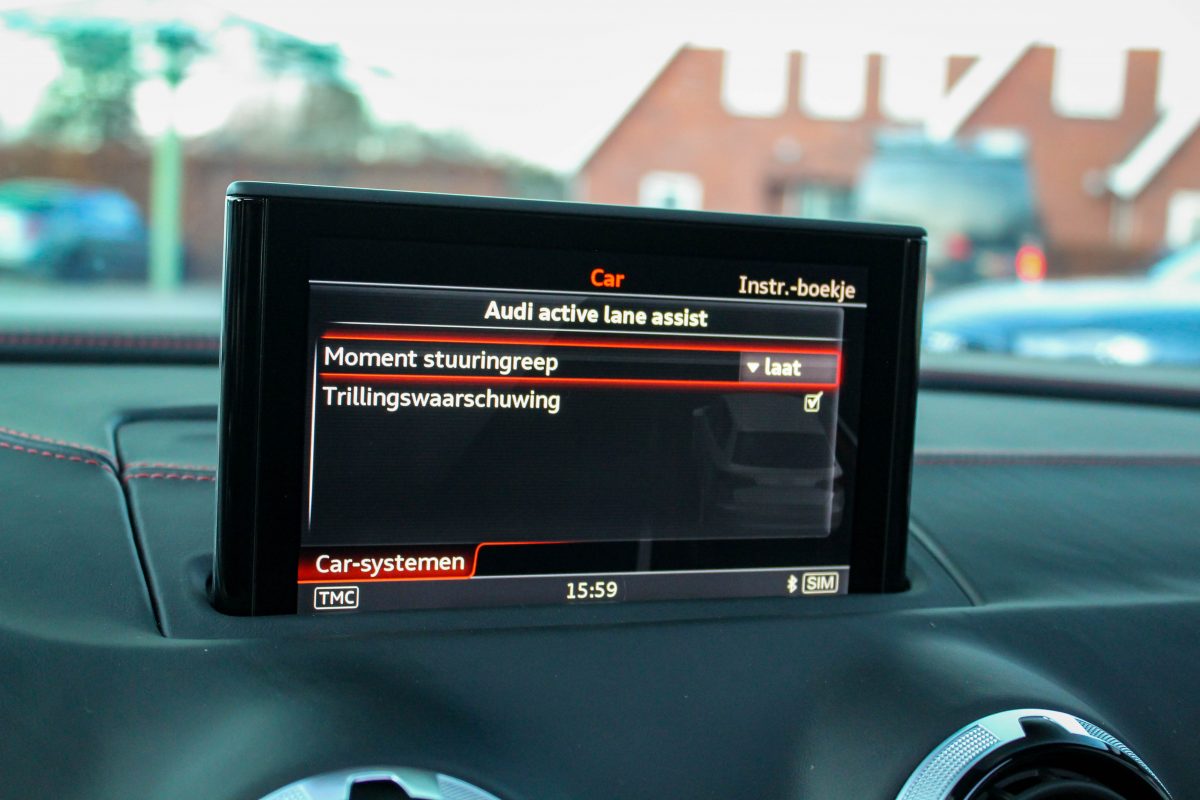 Car
Instr.-boekje
Audi active lane assist
Moment stuuringreep
laat
Trillingswaarschuwing
Car-systemen
TMC
15:59
SIM